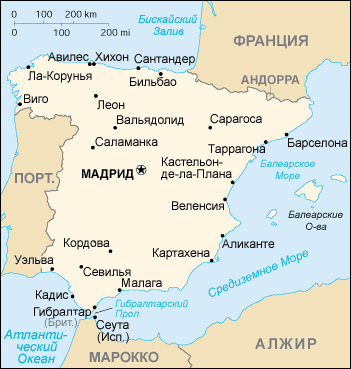 0 100 200 km
0 100 200 mi
Бискайский
Залив
ФРАНЦИЯ
Авилес
Хихон
Сантандер
АНДОРРА
Ла-Корунья
Бильбао
Виго
Леон
Вальядолид
Сарагоса
Саламанка
Таррагона
Барселона
МАДРИД
Кастельон-
де-ла-Плана
Балеарское
Море
ПОРТ.
Веленсия
Балеарские
О-ва
Кордова
Аликанте
Уэльва
Картахена
Севилья
Средиземное Море
Малага
Кадис
Гибралтарский
Прол.
Гибралтар
(Брит.)
Сеута
(Исп.)
Атланти-
ческий
Океан
МАРОККО
АЛЖИР